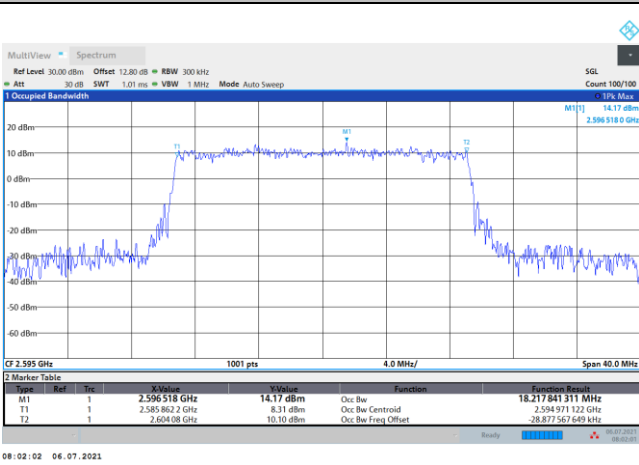 MultiView Spectrum
Ref Level 30.00 dBm Offset 12.80 dB RBW 300 kHz SGL
Att 30 dB SWT 1.01 ms VBW 1 MHz Mode Auto Sweep Count 100/100
1 Occupied Bandwidth 1Pk Max
M1[1] 14.17 dBm
2.596 518 0 GHz
20 dBm
M1
T1
T2
10 dBm
0 dBm
-10 dBm
-20 dBm
-30 dBm
-50 dBm
-60 dBm
CF 2.595 GHz 1001 pts 4.0 MHz/ Span 40.0 MHz
2 Marker Table
Type Ref Trc X-Value Y-Value Function Function Result
M1 1 2.596 518 GHz 14.17 dBm Occ Bw 18.217 841 311 MHz
T1 1 2.585 862 2 GHz 8.31 dBm Occ Bw Centroid 2.594 971 122 GHz
T2 1 2.604 08 GHz 10.10 dBm Occ Bw Freq Offset -28.877 567 649 kHz
Ready 06.07.2021
08:02:01
08:02:02 06.07.2021